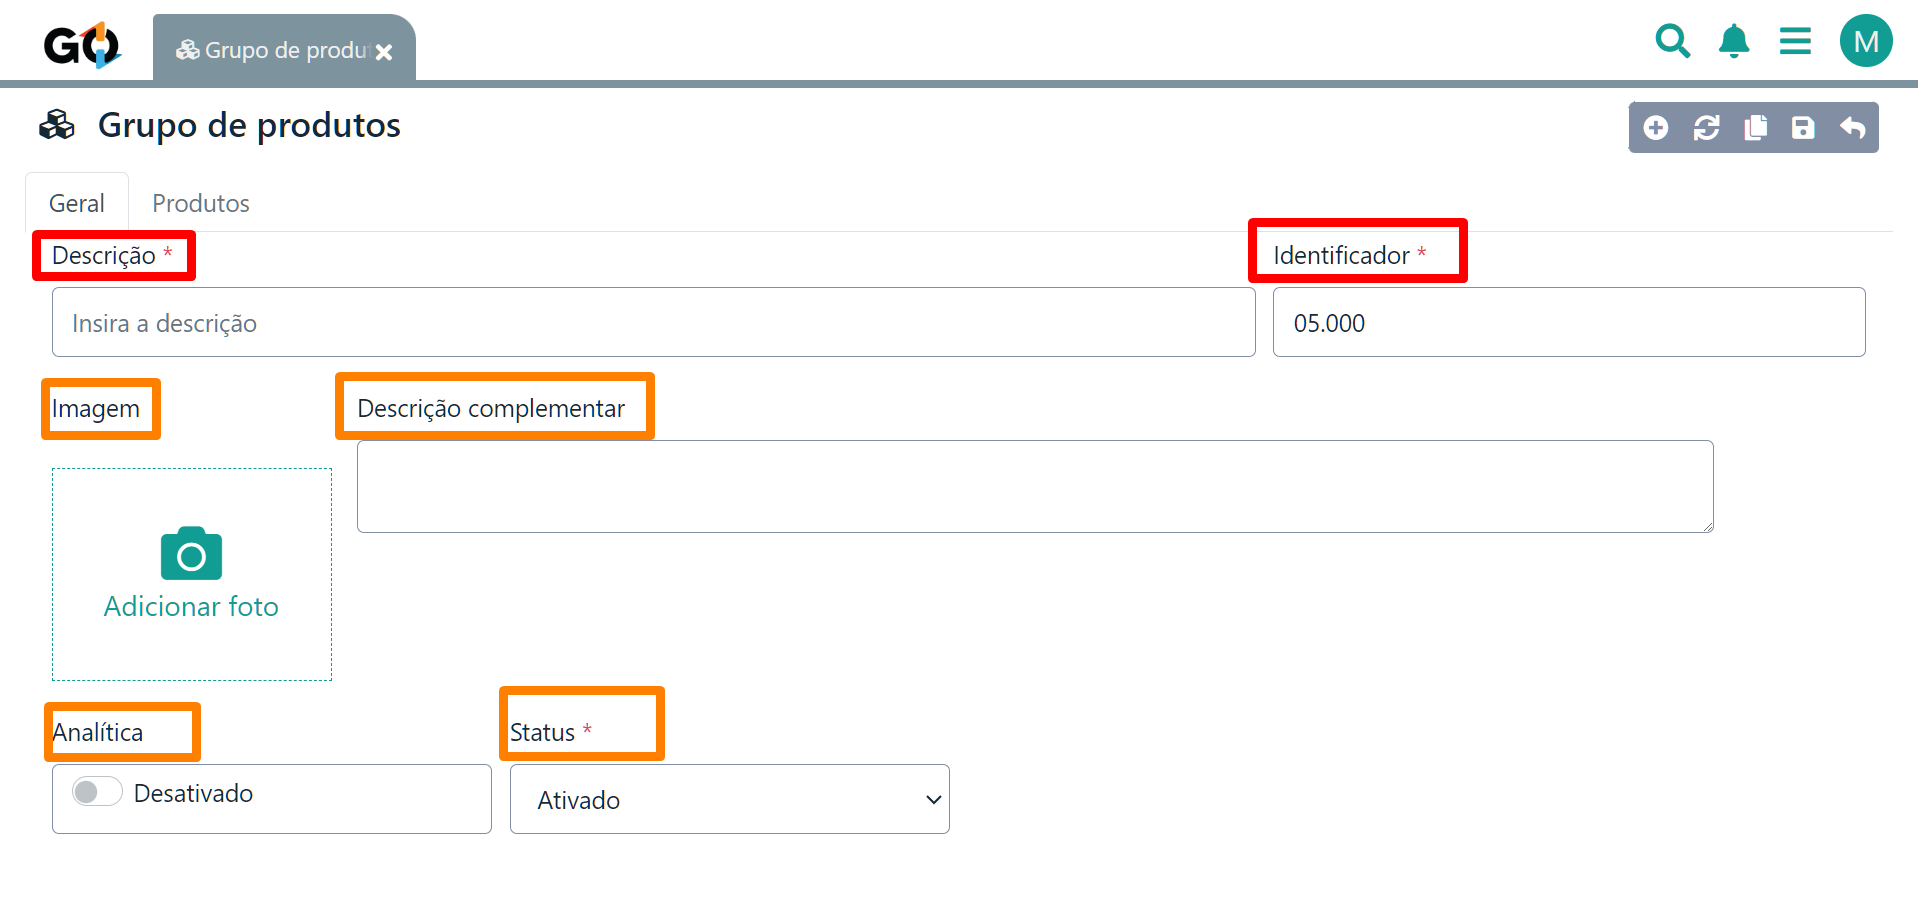 GO
Grupo de produ
M
Grupo de produtos
Geral
Produtos
Descrição *
Identificador *
Insira a descrição
05.000
Imagem
Descrição complementar
Adicionar foto
Analítica
Status *
Desativado
Ativado